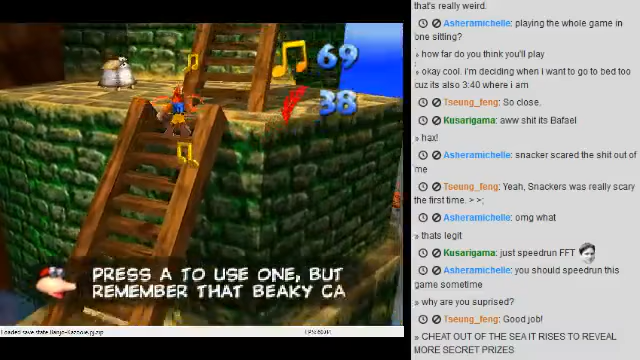 69
38
PRESS A TO USE ONE, BUT
REMEMBER THAT BEAKY CA
that's really weird.
Asheramichelle: playing the whole game in
one sitting?
» how far do you think you'll play
» okay cool. i'm deciding when i want to go to bed too
cuz its also 3:40 where i am
Tseung_feng: So close.
Kusarigama: aww shit its Bafael
» hax!
Asheramichelle: snacker scared the shit out of
me
Tseung_feng: Yeah, Snackers was really scary
the first time. > >;
Asheramichelle: omg what
» thats legit
Kusarigama: just speedrun FFT
Asheramichelle: you should speedrun this
game sometime
» why are you suprised?
Tseung_feng: Good job!
» CHEAT OUT OF THE SEA IT RISES TO REVEAL
MORE SECRET PRIZES